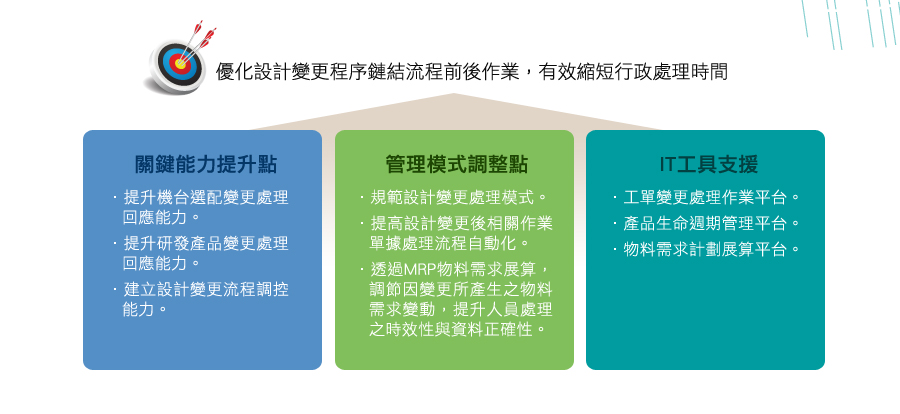 優化設計變更程序鏈結流程前後作業，有效縮短行政處理時間
關鍵能力提升點
· 提升機台選配變更處理
回應能力。
· 提升研發產品變更處理
回應能力。
· 建立設計變更流程調控
能力。
管理模式調整點
· 規範設計變更處理模式。
· 提高設計變更後相關作業
單據處理流程自動化。
· 透過MRP物料需求展算，
調節因變更所產生之物料
需求變動，提升人員處理
之時效性與資料正確性。
IT工具支援
· 工單變更處理作業平台。
· 產品生命週期管理平台。
· 物料需求計劃展算平台。